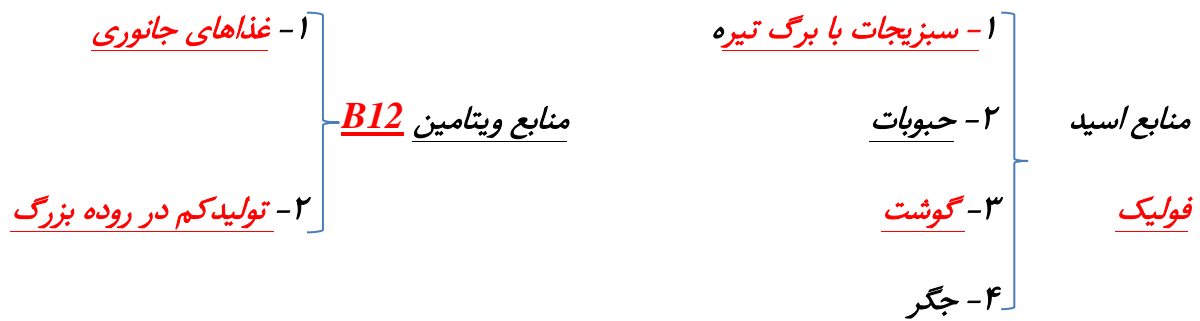 منابع اسید
فولیک
۱- سبزیجات با برگ تیره
۲- حبوبات
۳- گوشت
۴- جگر
منابع ویتامین B12
۱- غذاهای جانوری
۲- تولیدکم در روده بزرگ